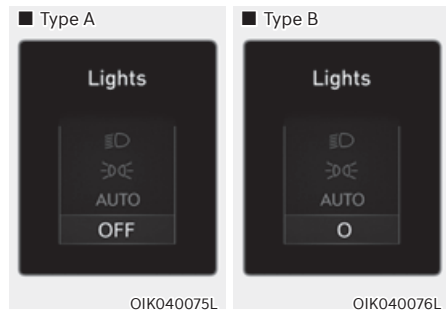 ■ Type A
Lights
AUTO
OFF
OIK040075L
■ Type B
Lights
AUTO
O
OIK040076L